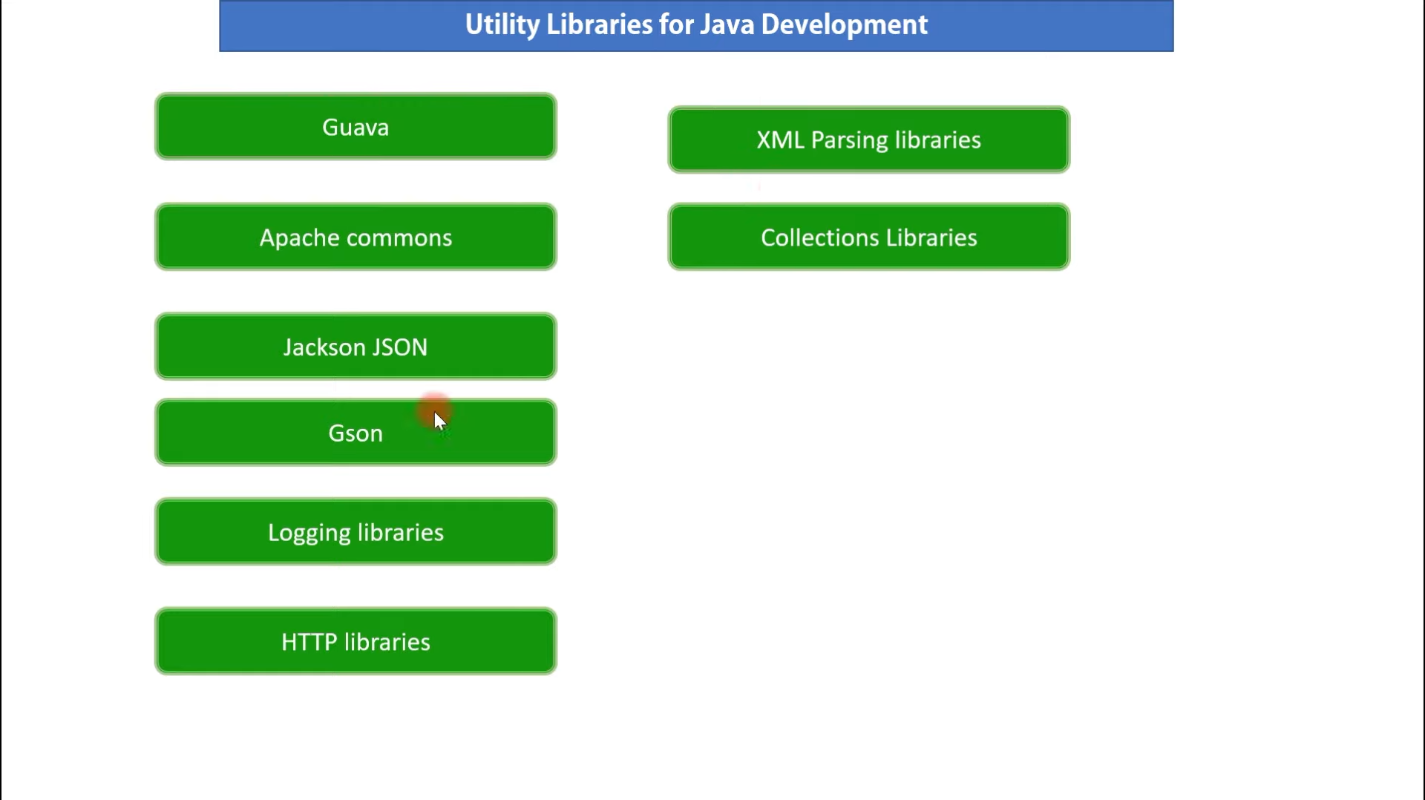 Utility Libraries for Java Development
Guava
Apache commons
Jackson JSON
Gson
Logging libraries
HTTP libraries
XML Parsing libraries
Collections Libraries